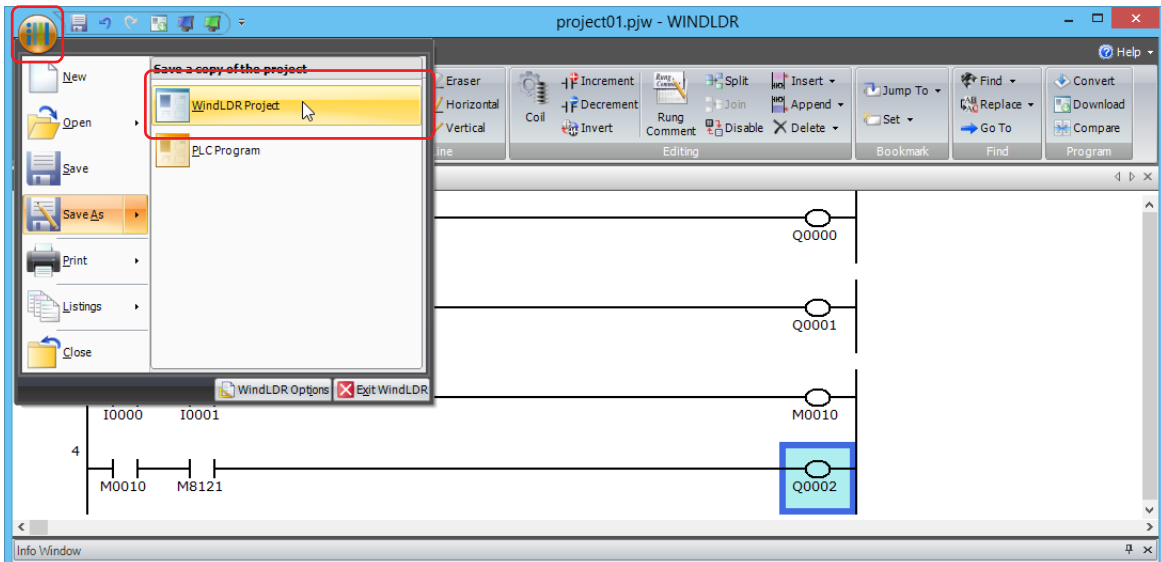 project01.pjw - WINDLDR
Help
New
Open
Save
Save As
Print
Listings
Close
Save a copy of the project
WindLDR Project
PLC Program
WindLDR Options
Exit WindLDR
Eraser
Horizontal
Vertical
Line
Coil
Increment
Decrement
Invert
Rung Comment
Split
Join
Disable
Insert
Append
Delete
Editing
Jump To
Set
Bookmark
Find
Replace
Go To
Find
Convert
Download
Compare
Program
Q0000
Q0001
I0000 I0001 M0010
4
M0010 M8121 Q0002
Info Window